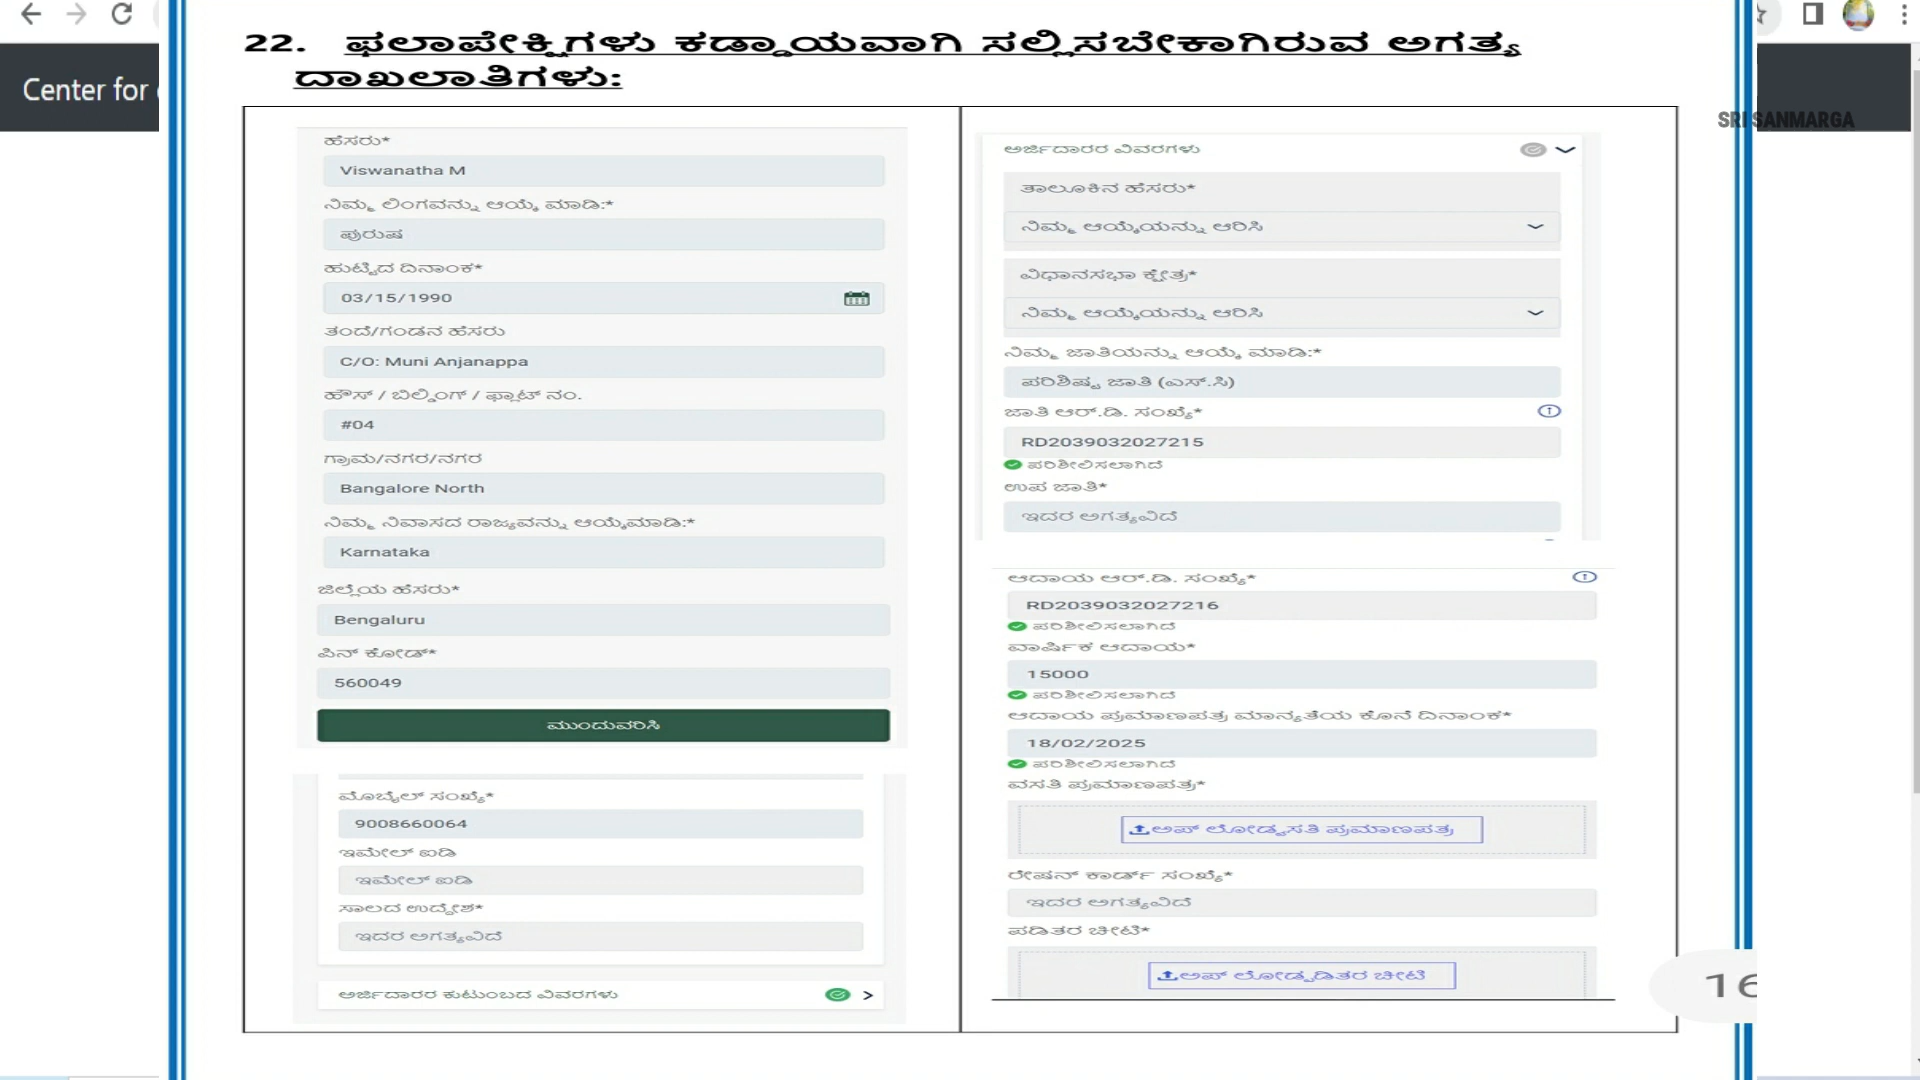 Center for
22. ಫಲಾಪೇಕ್ಷಿಗಳು ಕಡ್ಡಾಯವಾಗಿ ಸಲ್ಲಿಸಬೇಕಾಗಿರುವ ಅಗತ್ಯ
ದಾಖಲಾತಿಗಳು:
SRI SANMARGA
ಹೆಸರು*
Viswanatha M
ನಿಮ್ಮ ಲಿಂಗವನ್ನು ಆಯ್ಕೆ ಮಾಡಿ:*
ಪುರುಷ
ಹುಟ್ಟಿದ ದಿನಾಂಕ*
03/15/1990
ತಂದೆ/ಗಂಡನ ಹೆಸರು
C/O: Muni Anjanappa
ಹೌಸ್ / ಬಿಲ್ಡಿಂಗ್ / ಫ್ಲಾಟ್ ನಂ.
#04
ಗ್ರಾಮ/ನಗರ/ನಗರ
Bangalore North
ನಿಮ್ಮ ನಿವಾಸದ ರಾಜ್ಯವನ್ನು ಆಯ್ಕೆಮಾಡಿ:*
Karnataka
ಜಿಲ್ಲೆಯ ಹೆಸರು*
Bengaluru
ಪಿನ್ ಕೋಡ್*
560049
ಮುಂದುವರಿಸಿ
ಮೊಬೈಲ್ ಸಂಖ್ಯೆ*
9008660064
ಇಮೇಲ್ ಐಡಿ
ಇಮೇಲ್ ಐಡಿ
ಸಾಲದ ಉದ್ದೇಶ*
ಇದರ ಅಗತ್ಯವಿದೆ
ಅರ್ಜಿದಾರರ ಕುಟುಂಬದ ವಿವರಗಳು
ಅರ್ಜಿದಾರರ ವಿವರಗಳು
ತಾಲೂಕಿನ ಹೆಸರು*
ನಿಮ್ಮ ಆಯ್ಕೆಯನ್ನು ಆರಿಸಿ
ವಿಧಾನಸಭಾ ಕ್ಷೇತ್ರ*
ನಿಮ್ಮ ಆಯ್ಕೆಯನ್ನು ಆರಿಸಿ
ನಿಮ್ಮ ಜಾತಿಯನ್ನು ಆಯ್ಕೆ ಮಾಡಿ:*
ಪರಿಶಿಷ್ಟ ಜಾತಿ (ಎಸ್.ಸಿ)
ಜಾತಿ ಆರ್.ಡಿ. ಸಂಖ್ಯೆ*
RD2039032027215
ಪರಿಶೀಲಿಸಲಾಗಿದೆ
ಉಪ ಜಾತಿ*
ಇದರ ಅಗತ್ಯವಿದೆ
ಆದಾಯ ಆರ್.ಡಿ. ಸಂಖ್ಯೆ*
RD2039032027216
ಪರಿಶೀಲಿಸಲಾಗಿದೆ
ವಾರ್ಷಿಕ ಆದಾಯ*
15000
ಪರಿಶೀಲಿಸಲಾಗಿದೆ
ಆದಾಯ ಪ್ರಮಾಣಪತ್ರ ಮಾನ್ಯತೆಯ ಕೊನೆ ದಿನಾಂಕ*
18/02/2025
ಪರಿಶೀಲಿಸಲಾಗಿದೆ
ವಸತಿ ಪ್ರಮಾಣಪತ್ರ*
ಅಪ್ ಲೋಡ್ವಸತಿ ಪ್ರಮಾಣಪತ್ರ
ರೇಷನ್ ಕಾರ್ಡ್ ಸಂಖ್ಯೆ*
ಇದರ ಅಗತ್ಯವಿದೆ
ಪಡಿತರ ಚೀಟಿ*
ಅಪ್ ಲೋಡ್ಪಡಿತರ ಚೀಟಿ
16